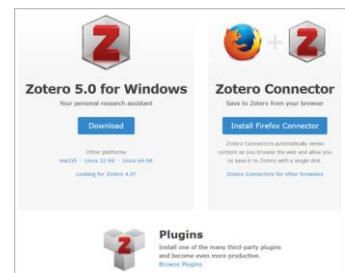 Zotero 5.0 for Windows
Your personal research assistant
Download
Other platforms
macOS · Linux 32-bit · Linux 64-bit
Looking for Zotero 4.0?
Zotero Connector
Save to Zotero from your browser
Install Firefox Connector
Zotero Connectors automatically sense
content as you browse the web and allow you
to save it to Zotero with a single click.
Zotero Connectors for other browsers
Plugins
Install one of the many third-party plugins
and become even more productive.
Browse Plugins